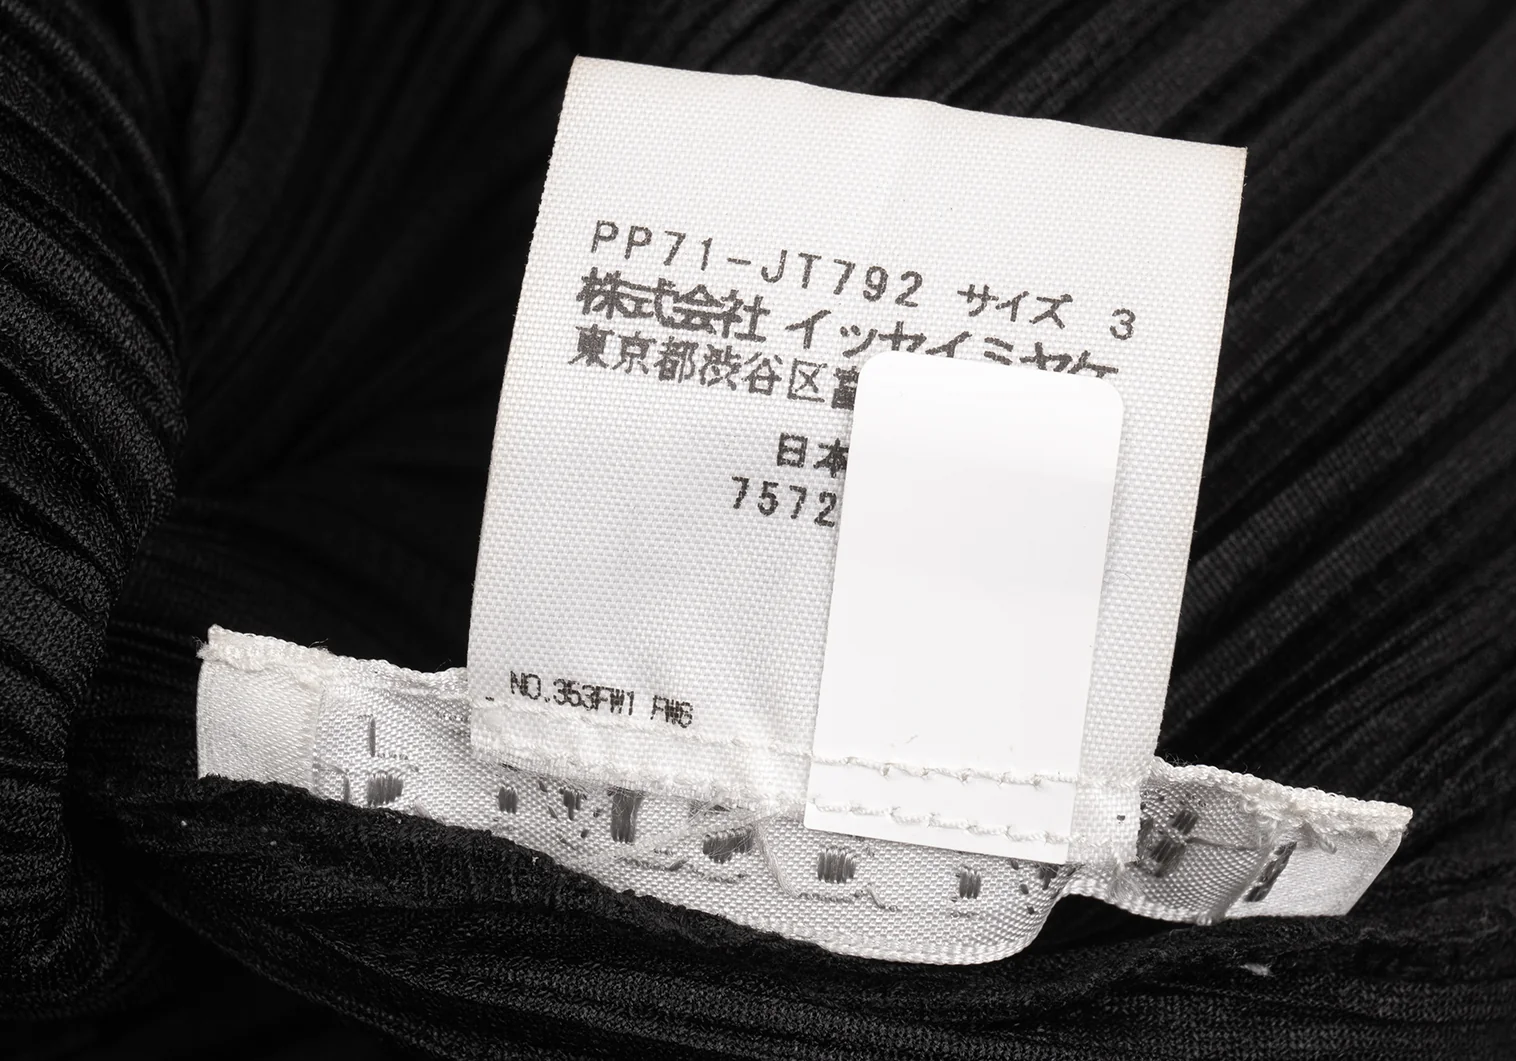 PP71-JT792 サイズ 3
株式会社 イッセイミヤケ
東京都渋谷区
日本
7572
NO.353FW1 FW6